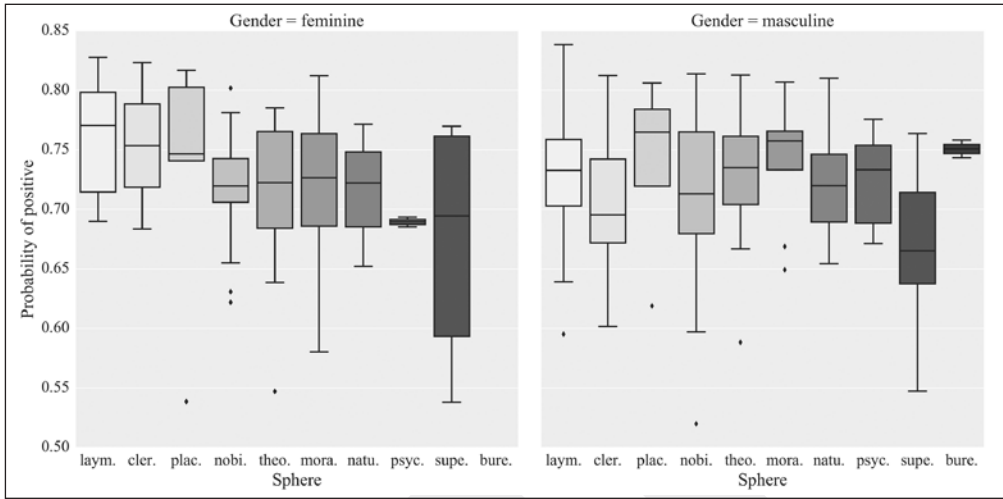 Gender = feminine
Gender = masculine
Probability of positive
0.85
0.80
0.75
0.70
0.65
0.60
0.55
0.50
laym. cler. plac. nobi. theo. mora. natu. psyc. supe. bure.
Sphere
laym. cler. plac. nobi. theo. mora. natu. psyc. supe. bure.
Sphere